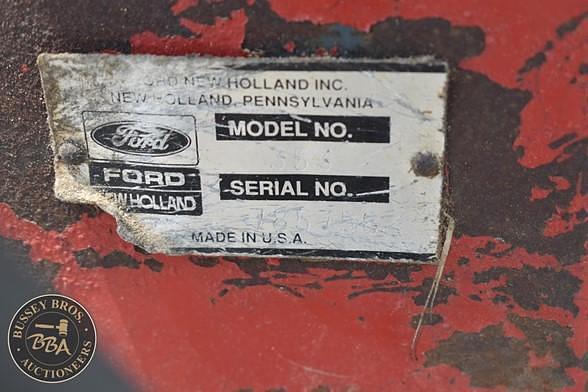 FORD NEW HOLLAND INC.
NEW HOLLAND, PENNSYLVANIA
Ford
MODEL NO.
FORD
NEW HOLLAND
SERIAL NO.
MADE IN U.S.A.
BUSSEY BROS.
BBA
AUCTIONEERS